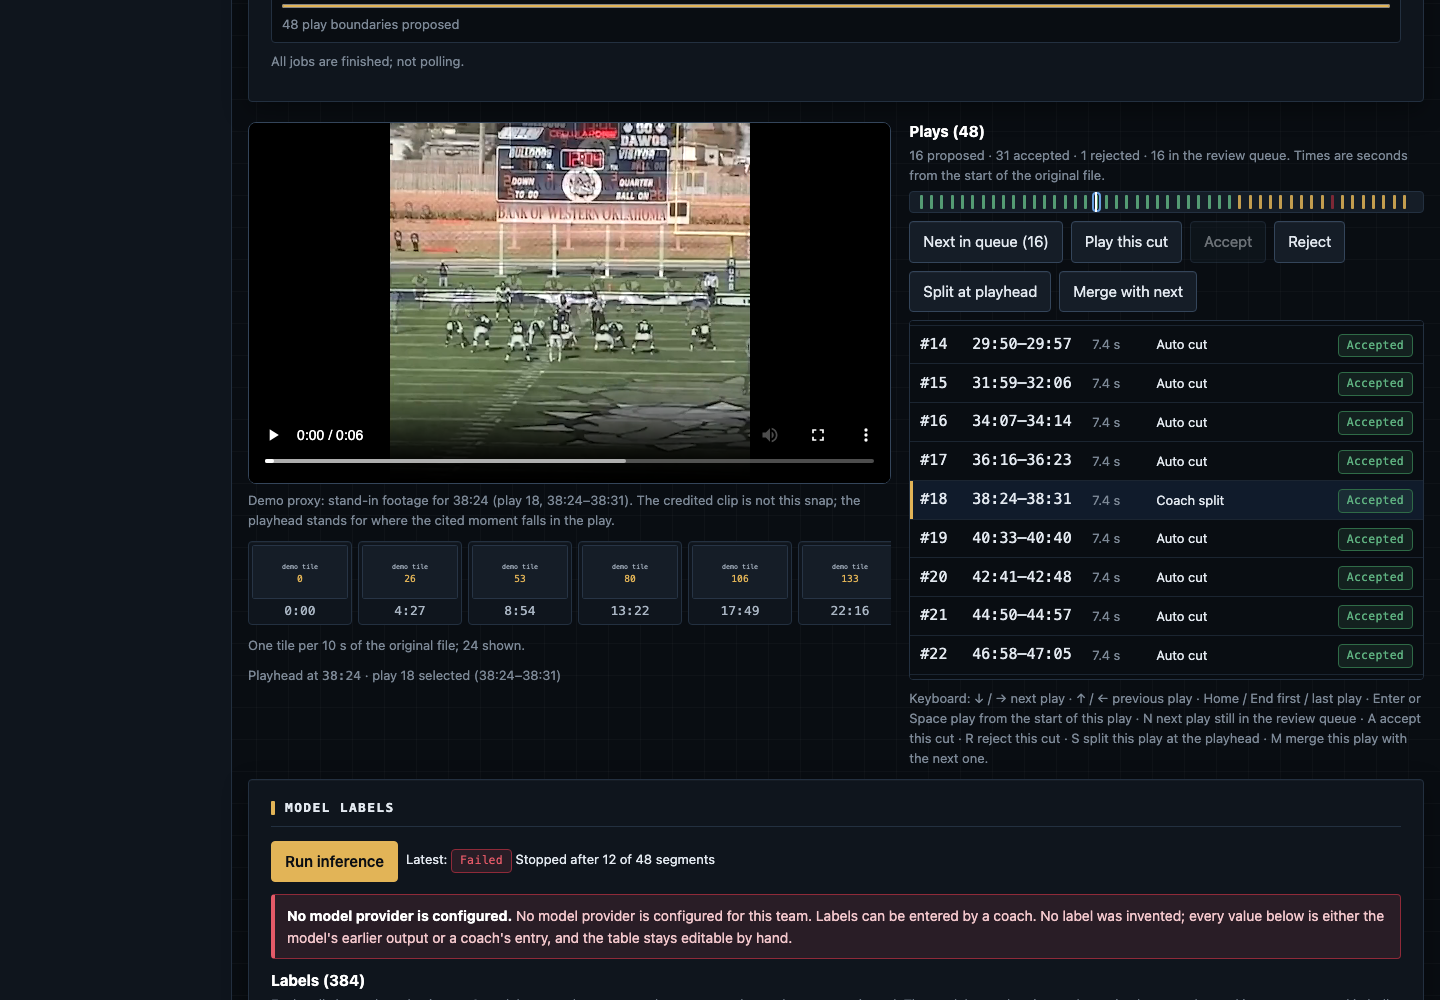 48 play boundaries proposed
All jobs are finished; not polling.
DAWGS
BULLDOGS
VISITOR
12:04
DOWN
QUARTER
TO GO
BALL ON
BANK OF WESTERN OKLAHOMA
0:00 / 0:06
Demo proxy: stand-in footage for 38:24 (play 18, 38:24–38:31). The credited clip is not this snap; the
playhead stands for where the cited moment falls in the play.
demo tile
0
0:00
demo tile
26
4:27
demo tile
53
8:54
demo tile
80
13:22
demo tile
106
17:49
demo tile
133
22:16
One tile per 10 s of the original file; 24 shown.
Playhead at 38:24 · play 18 selected (38:24–38:31)
Plays (48)
16 proposed · 31 accepted · 1 rejected · 16 in the review queue. Times are seconds
from the start of the original file.
Next in queue (16) Play this cut Accept Reject
Split at playhead Merge with next
#14 29:50–29:57 7.4 s Auto cut Accepted
#15 31:59–32:06 7.4 s Auto cut Accepted
#16 34:07–34:14 7.4 s Auto cut Accepted
#17 36:16–36:23 7.4 s Auto cut Accepted
#18 38:24–38:31 7.4 s Coach split Accepted
#19 40:33–40:40 7.4 s Auto cut Accepted
#20 42:41–42:48 7.4 s Auto cut Accepted
#21 44:50–44:57 7.4 s Auto cut Accepted
#22 46:58–47:05 7.4 s Auto cut Accepted
Keyboard: ↓ / → next play · ↑ / ← previous play · Home / End first / last play · Enter or
Space play from the start of this play · N next play still in the review queue · A accept
this cut · R reject this cut · S split this play at the playhead · M merge this play with
the next one.
MODEL LABELS
Run inference Latest: Failed Stopped after 12 of 48 segments
No model provider is configured. No model provider is configured for this team. Labels can be entered by a coach. No label was invented; every value below is either the
model's earlier output or a coach's entry, and the table stays editable by hand.
Labels (384)